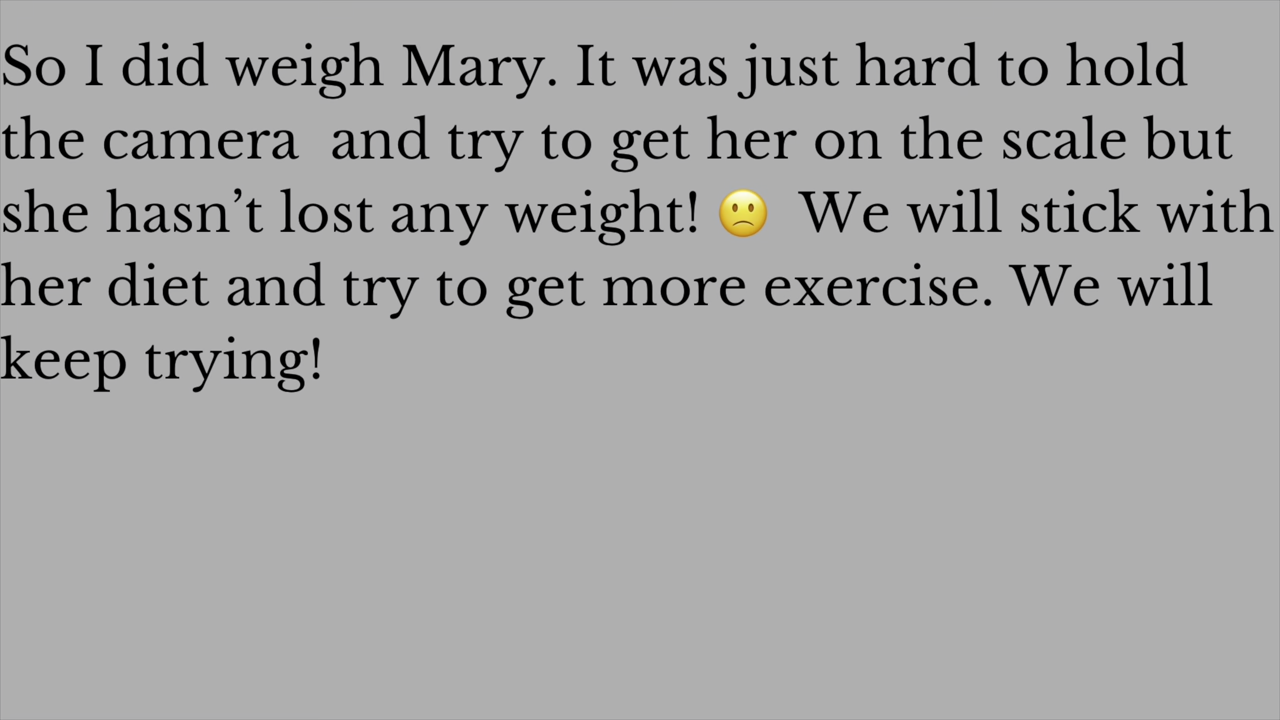 So I did weigh Mary. It was just hard to hold
the camera  and try to get her on the scale but
she hasn’t lost any weight! 🙁  We will stick with
her diet and try to get more exercise. We will
keep trying!